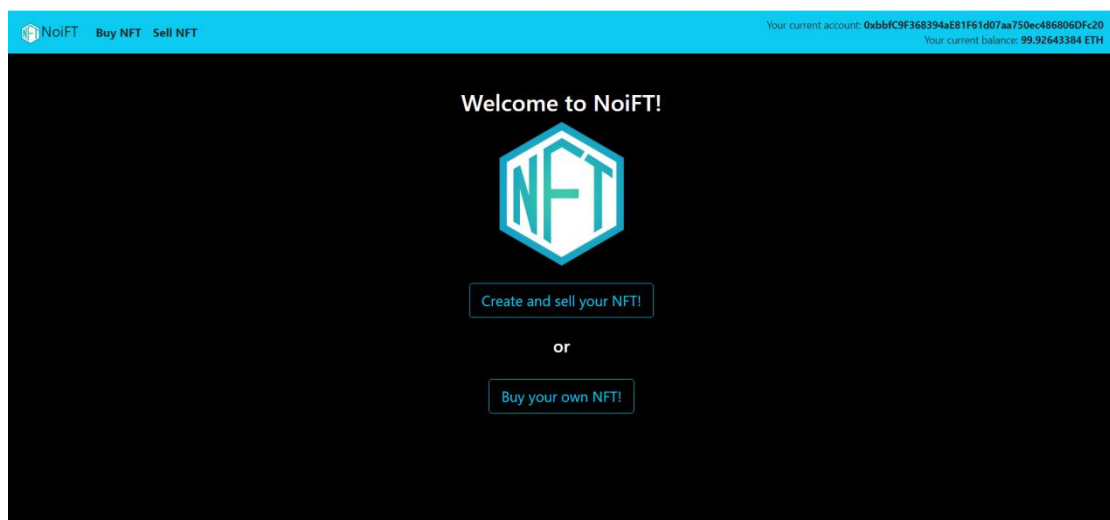 NFT NoiFT Buy NFT Sell NFT
Your current account: 0xbbfC9F368394aE81F61d07aa750ec486806DFc20
Your current balance: 99.92643384 ETH
Welcome to NoiFT!
NFT
Create and sell your NFT!
or
Buy your own NFT!